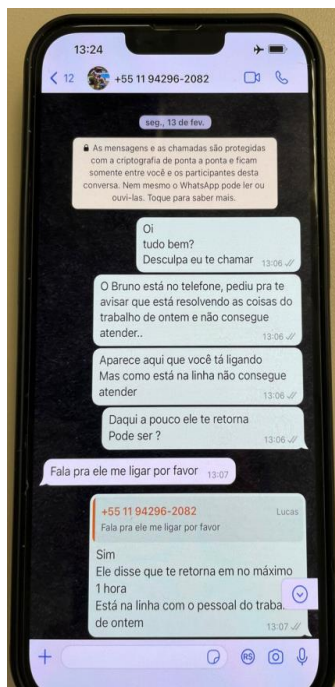 13:24
12
+55 11 94296-2082
seg., 13 de fev.
As mensagens e as chamadas são protegidas
com a criptografia de ponta a ponta e ficam
somente entre você e os participantes desta
conversa. Nem mesmo o WhatsApp pode ler ou
ouvi-las. Toque para saber mais.
Oi
tudo bem?
Desculpa eu te chamar 13:06
O Bruno está no telefone, pediu pra te
avisar que está resolvendo as coisas do
trabalho de ontem e não consegue
atender..
13:06
Aparece aqui que você tá ligando
Mas como está na linha não consegue
atender 13:06
Daqui a pouco ele te retorna
Pode ser ? 13:06
Fala pra ele me ligar por favor 13:07
+55 11 94296-2082 Lucas
Fala pra ele me ligar por favor
Sim
Ele disse que te retorna em no máximo
1 hora
Está na linha com o pessoal do traba
de ontem 13:07